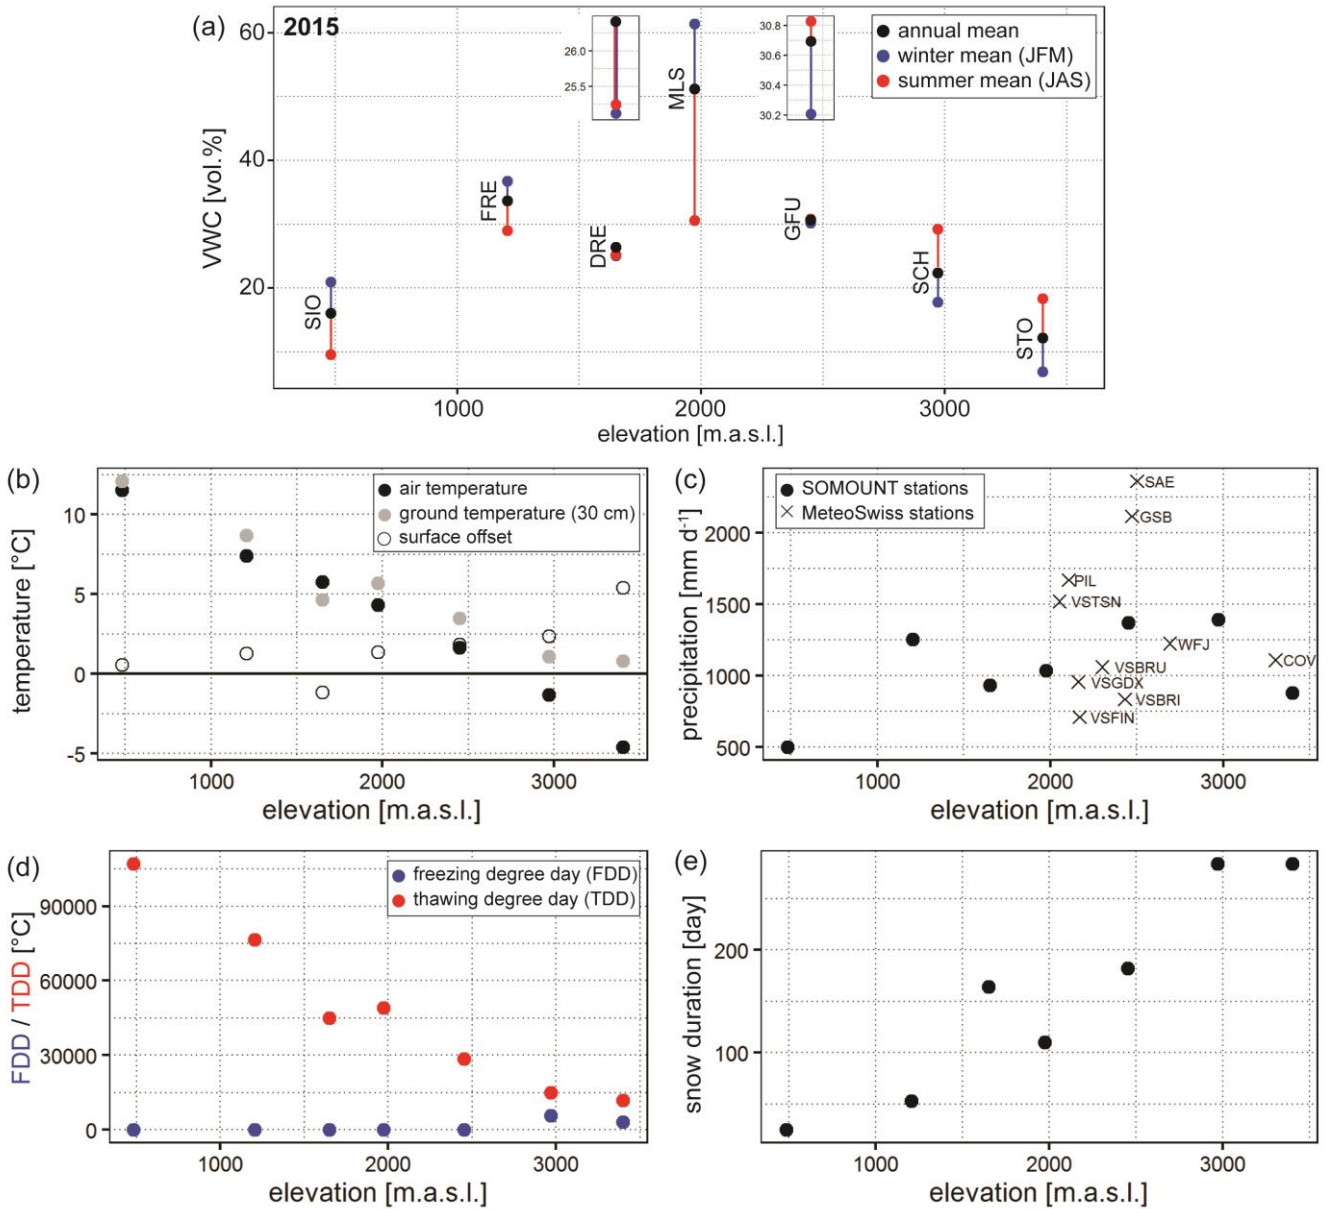 (a)
2015
annual mean
winter mean (JFM)
summer mean (JAS)
60
40
20
VWC [vol.%]
26.0
25.5
30.8
30.6
30.4
30.2
SIO
FRE
DRE
MLS
GFU
SCH
STO
1000
2000
3000
elevation [m.a.s.l.]
(b)
air temperature
ground temperature (30 cm)
surface offset
10
5
0
-5
temperature [°C]
1000
2000
3000
elevation [m.a.s.l.]
(c)
SOMOUNT stations
MeteoSwiss stations
SAE
GSB
PIL
VSTSN
WFJ
VSBRU
COV
VSGDX
VSBRI
VSFIN
2000
1500
1000
500
precipitation [mm d-1]
1000
2000
3000
elevation [m.a.s.l.]
(d)
freezing degree day (FDD)
thawing degree day (TDD)
90000
60000
30000
0
FDD / TDD [°C]
1000
2000
3000
elevation [m.a.s.l.]
(e)
200
100
snow duration [day]
1000
2000
3000
elevation [m.a.s.l.]